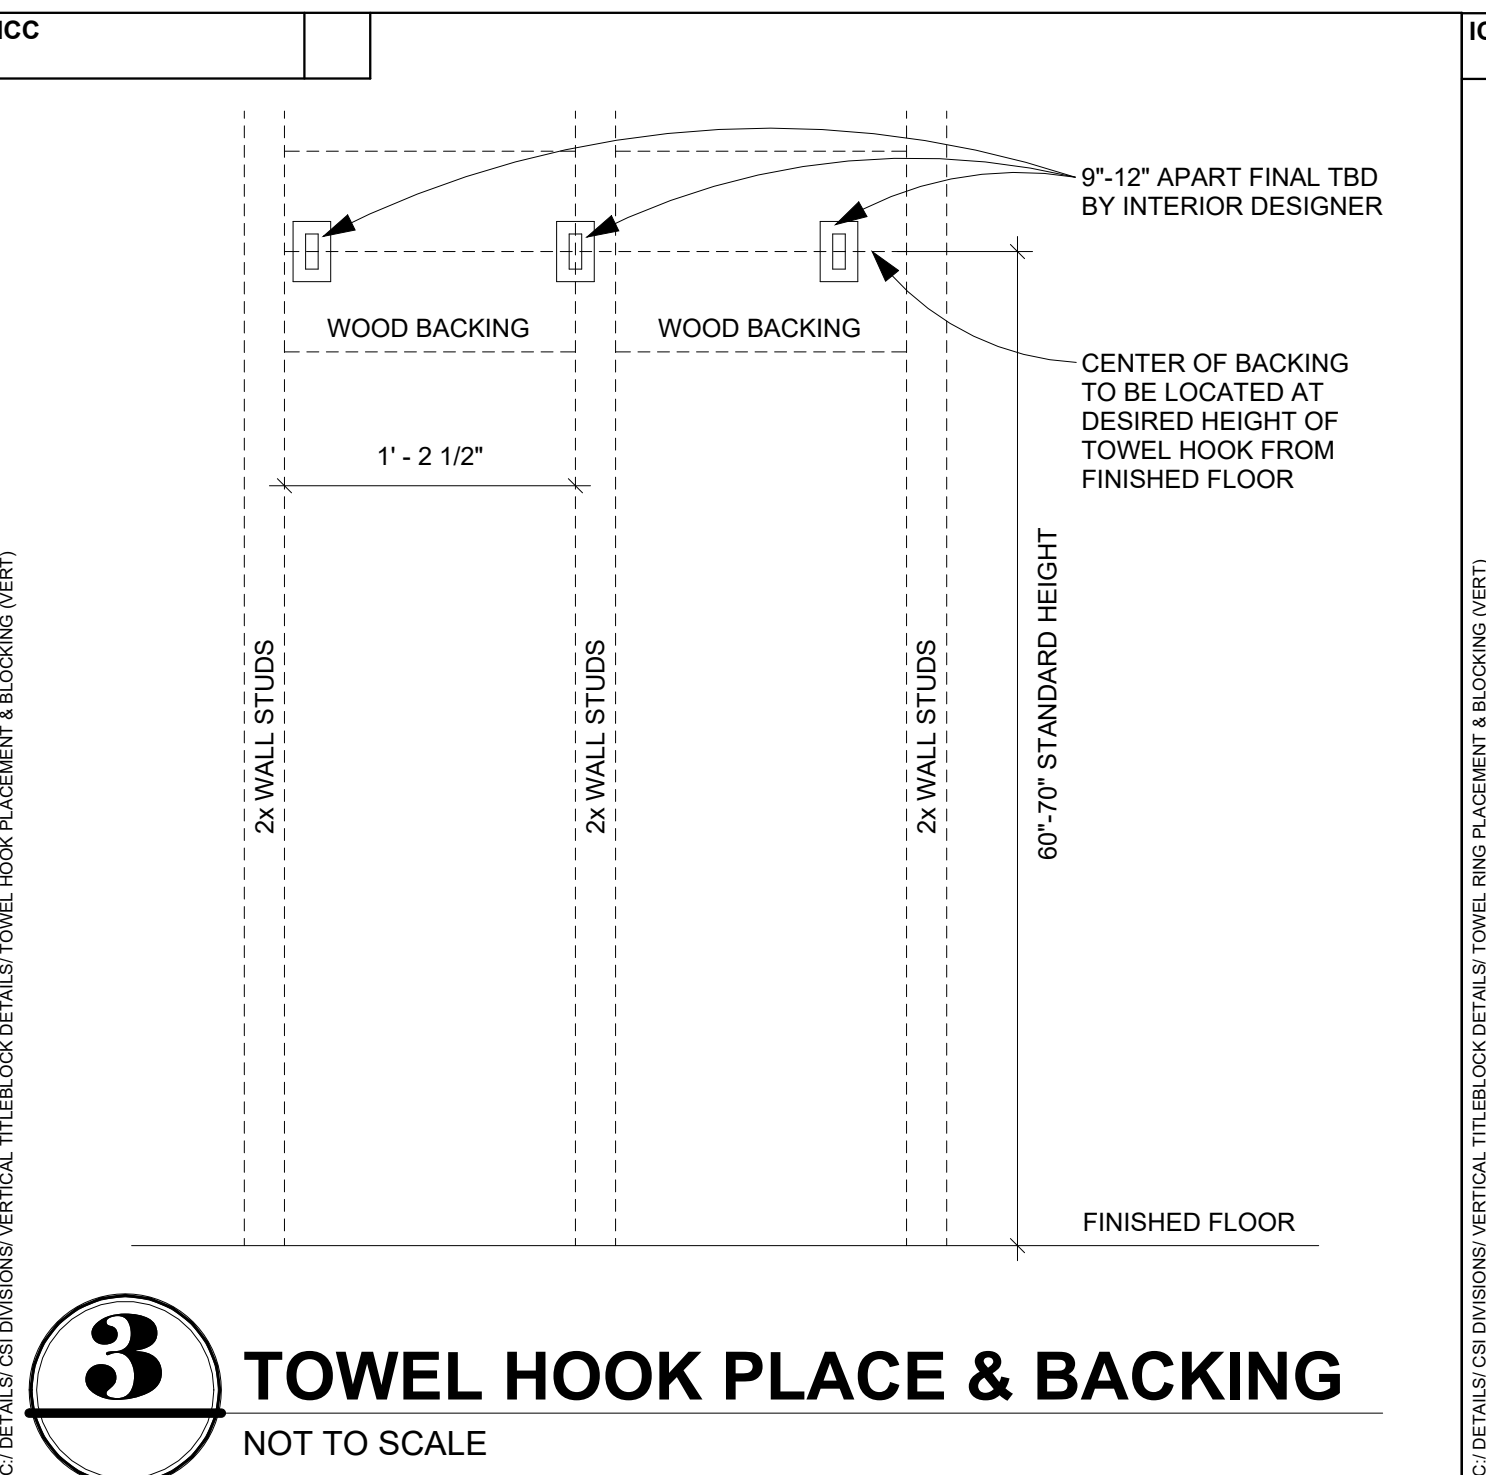 9"-12" APART FINAL TBD
BY INTERIOR DESIGNER
WOOD BACKING
WOOD BACKING
CENTER OF BACKING
TO BE LOCATED AT
DESIRED HEIGHT OF
TOWEL HOOK FROM
FINISHED FLOOR
1' - 2 1/2"
2x WALL STUDS
2x WALL STUDS
2x WALL STUDS
60"-70" STANDARD HEIGHT
FINISHED FLOOR
3
TOWEL HOOK PLACE & BACKING
NOT TO SCALE
C:/ DETAILS/ CSI DIVISIONS/ VERTICAL TITLEBLOCK DETAILS/ TOWEL HOOK PLACEMENT & BLOCKING (VERT)
C:/ DETAILS/ CSI DIVISIONS/ VERTICAL TITLEBLOCK DETAILS/ TOWEL RING PLACEMENT & BLOCKING (VERT)